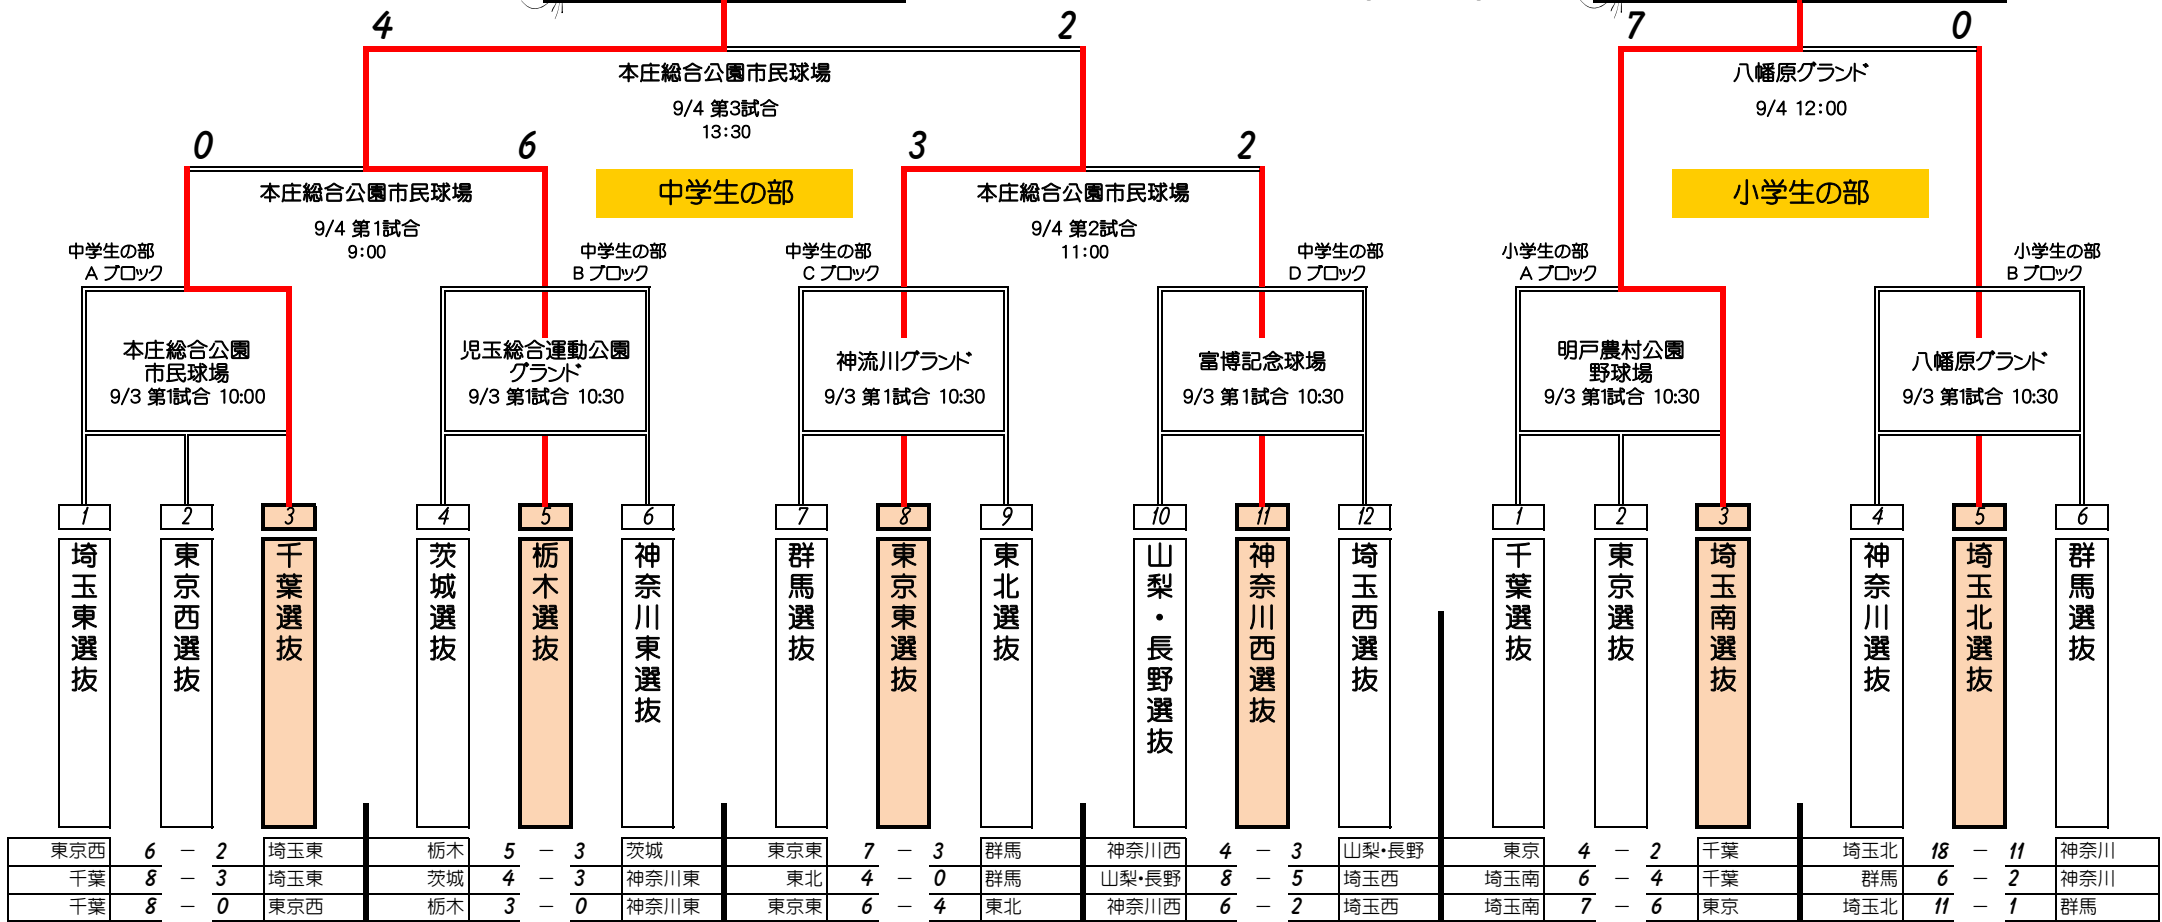 4
2
7
0
本庄総合公園市民球場
9/4 第3試合
13:30
八幡原グランド
9/4 12:00
0
6
3
2
本庄総合公園市民球場
9/4 第1試合
9:00
中学生の部
本庄総合公園市民球場
9/4 第2試合
11:00
小学生の部
中学生の部
A ブロック
中学生の部
B ブロック
中学生の部
C ブロック
中学生の部
D ブロック
小学生の部
A ブロック
小学生の部
B ブロック
本庄総合公園
市民球場
9/3 第1試合 10:00
児玉総合運動公園
グランド
9/3 第1試合 10:30
神流川グランド
9/3 第1試合 10:30
富博記念球場
9/3 第1試合 10:30
明戸農村公園
野球場
9/3 第1試合 10:30
八幡原グランド
9/3 第1試合 10:30
1
2
3
4
5
6
7
8
9
10
11
12
1
2
3
4
5
6
埼玉東選抜
東京西選抜
千葉選抜
茨城選抜
栃木選抜
神奈川東選抜
群馬選抜
東京東選抜
東北選抜
山梨・長野選抜
神奈川西選抜
埼玉西選抜
千葉選抜
東京選抜
埼玉南選抜
神奈川選抜
埼玉北選抜
群馬選抜
東京西 6 － 2 埼玉東 栃木 5 － 3 茨城 東京東 7 － 3 群馬 神奈川西 4 － 3 山梨・長野 東京 4 － 2 千葉 埼玉北 18 － 11 神奈川
千葉 8 － 3 埼玉東 茨城 4 － 3 神奈川東 東北 4 － 0 群馬 山梨・長野 8 － 5 埼玉西 埼玉南 6 － 4 千葉 群馬 6 － 2 神奈川
千葉 8 － 0 東京西 栃木 3 － 0 神奈川東 東京東 6 － 4 東北 神奈川西 6 － 2 埼玉西 埼玉南 7 － 6 東京 埼玉北 11 － 1 群馬